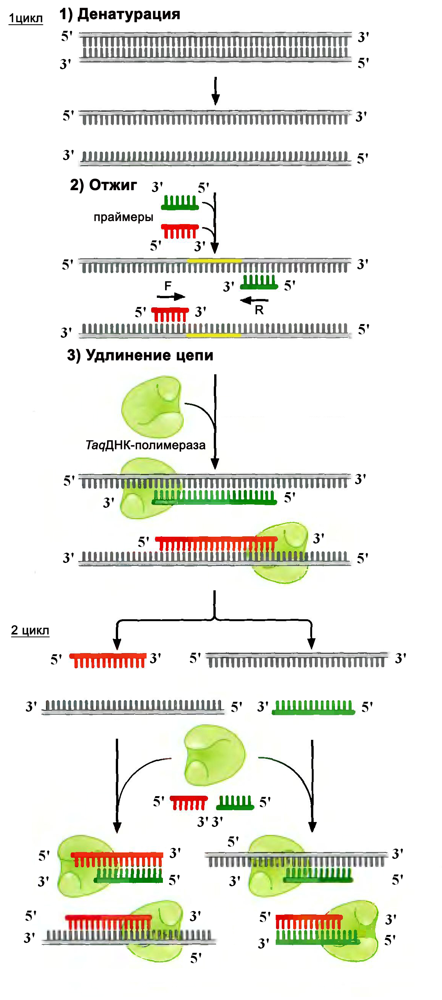 1цикл
1) Денатурация
5' 3'
3' 5'
5' 3'
3' 5'
2) Отжиг
3' 5'
праймеры
5' 3'
5' 3'
3' 5'
F
R
5' 3'
3' 5'
3) Удлинение цепи
TaqДНК-полимераза
5' 3'
3' 5'
5' 3'
3' 5'
2 цикл
5' 3' 5' 3'
3' 5' 3' 5'
5' 5'
3' 3'
5'
5' 3' 3'
3' 5' 3' 5'
5' 3' 5' 3'
3' 3' 5'
5'